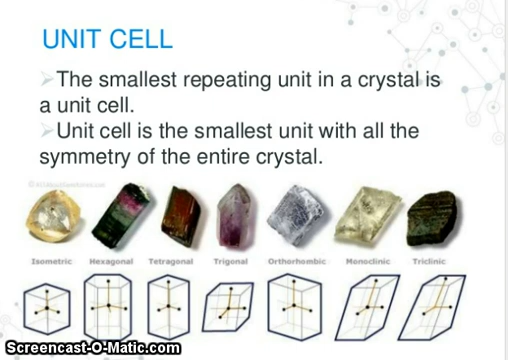 UNIT CELL
➢The smallest repeating unit in a crystal is
a unit cell.
➢Unit cell is the smallest unit with all the
symmetry of the entire crystal.
Isometric Hexagonal Tetragonal Trigonal Orthorhombic Monoclinic Triclinic
Screencast-O-Matic.com